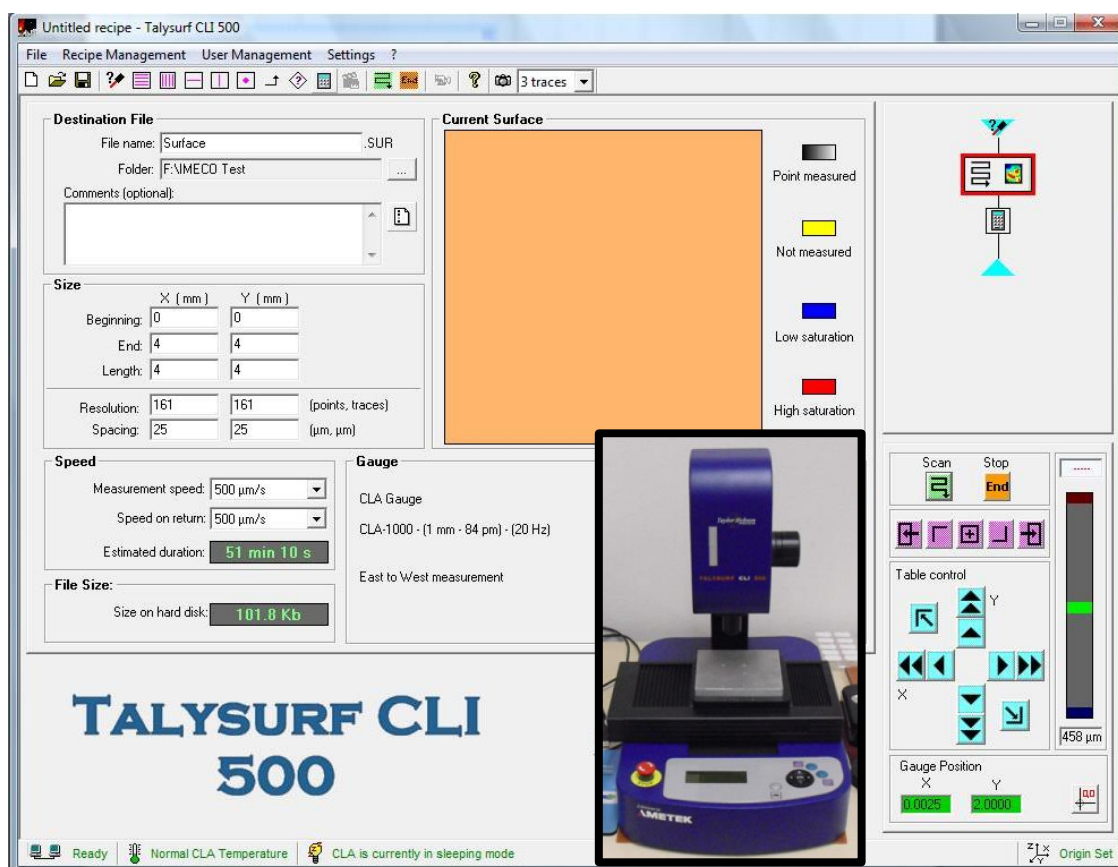 Untitled recipe - Talysurf CLI 500
File Recipe Management User Management Settings ?
End 3 traces
Destination File
File name: Surface .SUR
Folder: F:\IMECO Test ...
Comments (optional):
Size
X ( mm ) Y ( mm )
Beginning: 0 0
End: 4 4
Length: 4 4
Resolution: 161 161 (points, traces)
Spacing: 25 25 (µm, µm)
Speed
Measurement speed: 500 µm/s
Speed on return: 500 µm/s
Estimated duration: 51 min 10 s
File Size:
Size on hard disk: 101.8 Kb
Current Surface
Point measured
Not measured
Low saturation
High saturation
Gauge
CLA Gauge
CLA-1000 - (1 mm - 84 pm) - (20 Hz)
East to West measurement
TALYSURF CLI
500
Taylor Hobson
TALYSURF CLI 500
AMETEK
Scan Stop
End
-----
Table control
Y
X
458 µm
Gauge Position
X Y
0.0025 2.0000
0,0
Ready Normal CLA Temperature CLA is currently in sleeping mode Origin Set